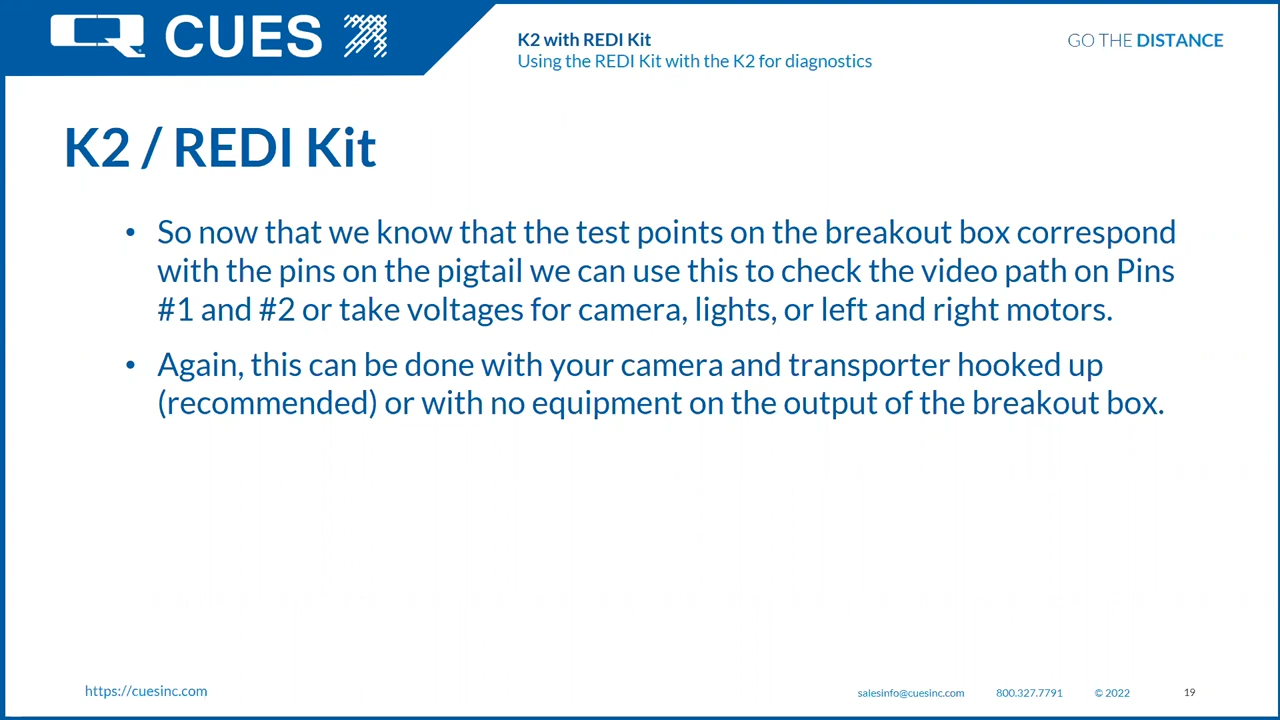 CUES
K2 with REDI Kit
Using the REDI Kit with the K2 for diagnostics
GO THE DISTANCE
K2 / REDI Kit
• So now that we know that the test points on the breakout box correspond
with the pins on the pigtail we can use this to check the video path on Pins
#1 and #2 or take voltages for camera, lights, or left and right motors.
• Again, this can be done with your camera and transporter hooked up
(recommended) or with no equipment on the output of the breakout box.
https://cuesinc.com
salesinfo@cuesinc.com
800.327.7791
© 2022
19